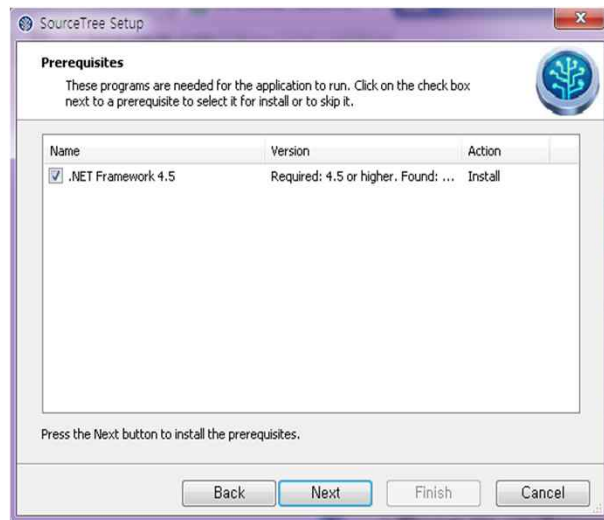 SourceTree Setup
Prerequisites
These programs are needed for the application to run. Click on the check box
next to a prerequisite to select it for install or to skip it.
Name Version Action
.NET Framework 4.5 Required: 4.5 or higher. Found: ... Install
Press the Next button to install the prerequisites.
Back Next Finish Cancel